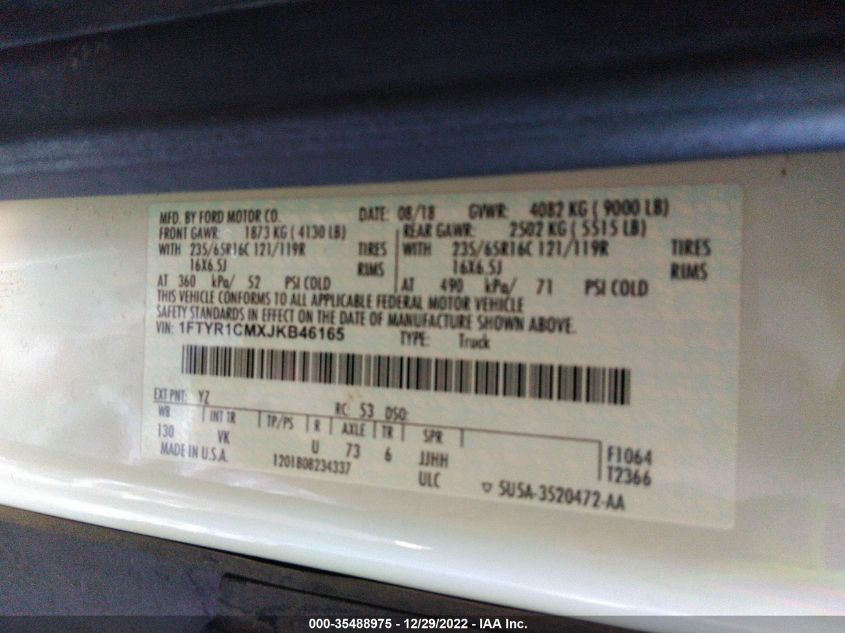 MFD. BY FORD MOTOR CO. DATE: 08/18 GVWR: 4082 KG ( 9000 LB)
FRONT GAWR: 1873 KG ( 4130 LB) REAR GAWR: 2502 KG ( 5515 LB)
WITH 235/65R16C 121/119R TIRES WITH 235/65R16C 121/119R TIRES
16X6.5J RIMS 16X6.5J RIMS
AT 360 kPa/ 52 PSI COLD AT 490 kPa/ 71 PSI COLD
THIS VEHICLE CONFORMS TO ALL APPLICABLE FEDERAL MOTOR VEHICLE
SAFETY STANDARDS IN EFFECT ON THE DATE OF MANUFACTURE SHOWN ABOVE.
VIN: 1FTYR1CMXJKB46165 TYPE: Truck
EXT PNT: YZ RC: 53 DSO:
WB INT TR TP/PS R AXLE TR SPR
130 VK U 73 6 JJHH F1064
MADE IN U.S.A. 1201808234337 ULC T2366
5U5A-3520472-AA
000-35488975 - 12/29/2022 - IAA Inc.